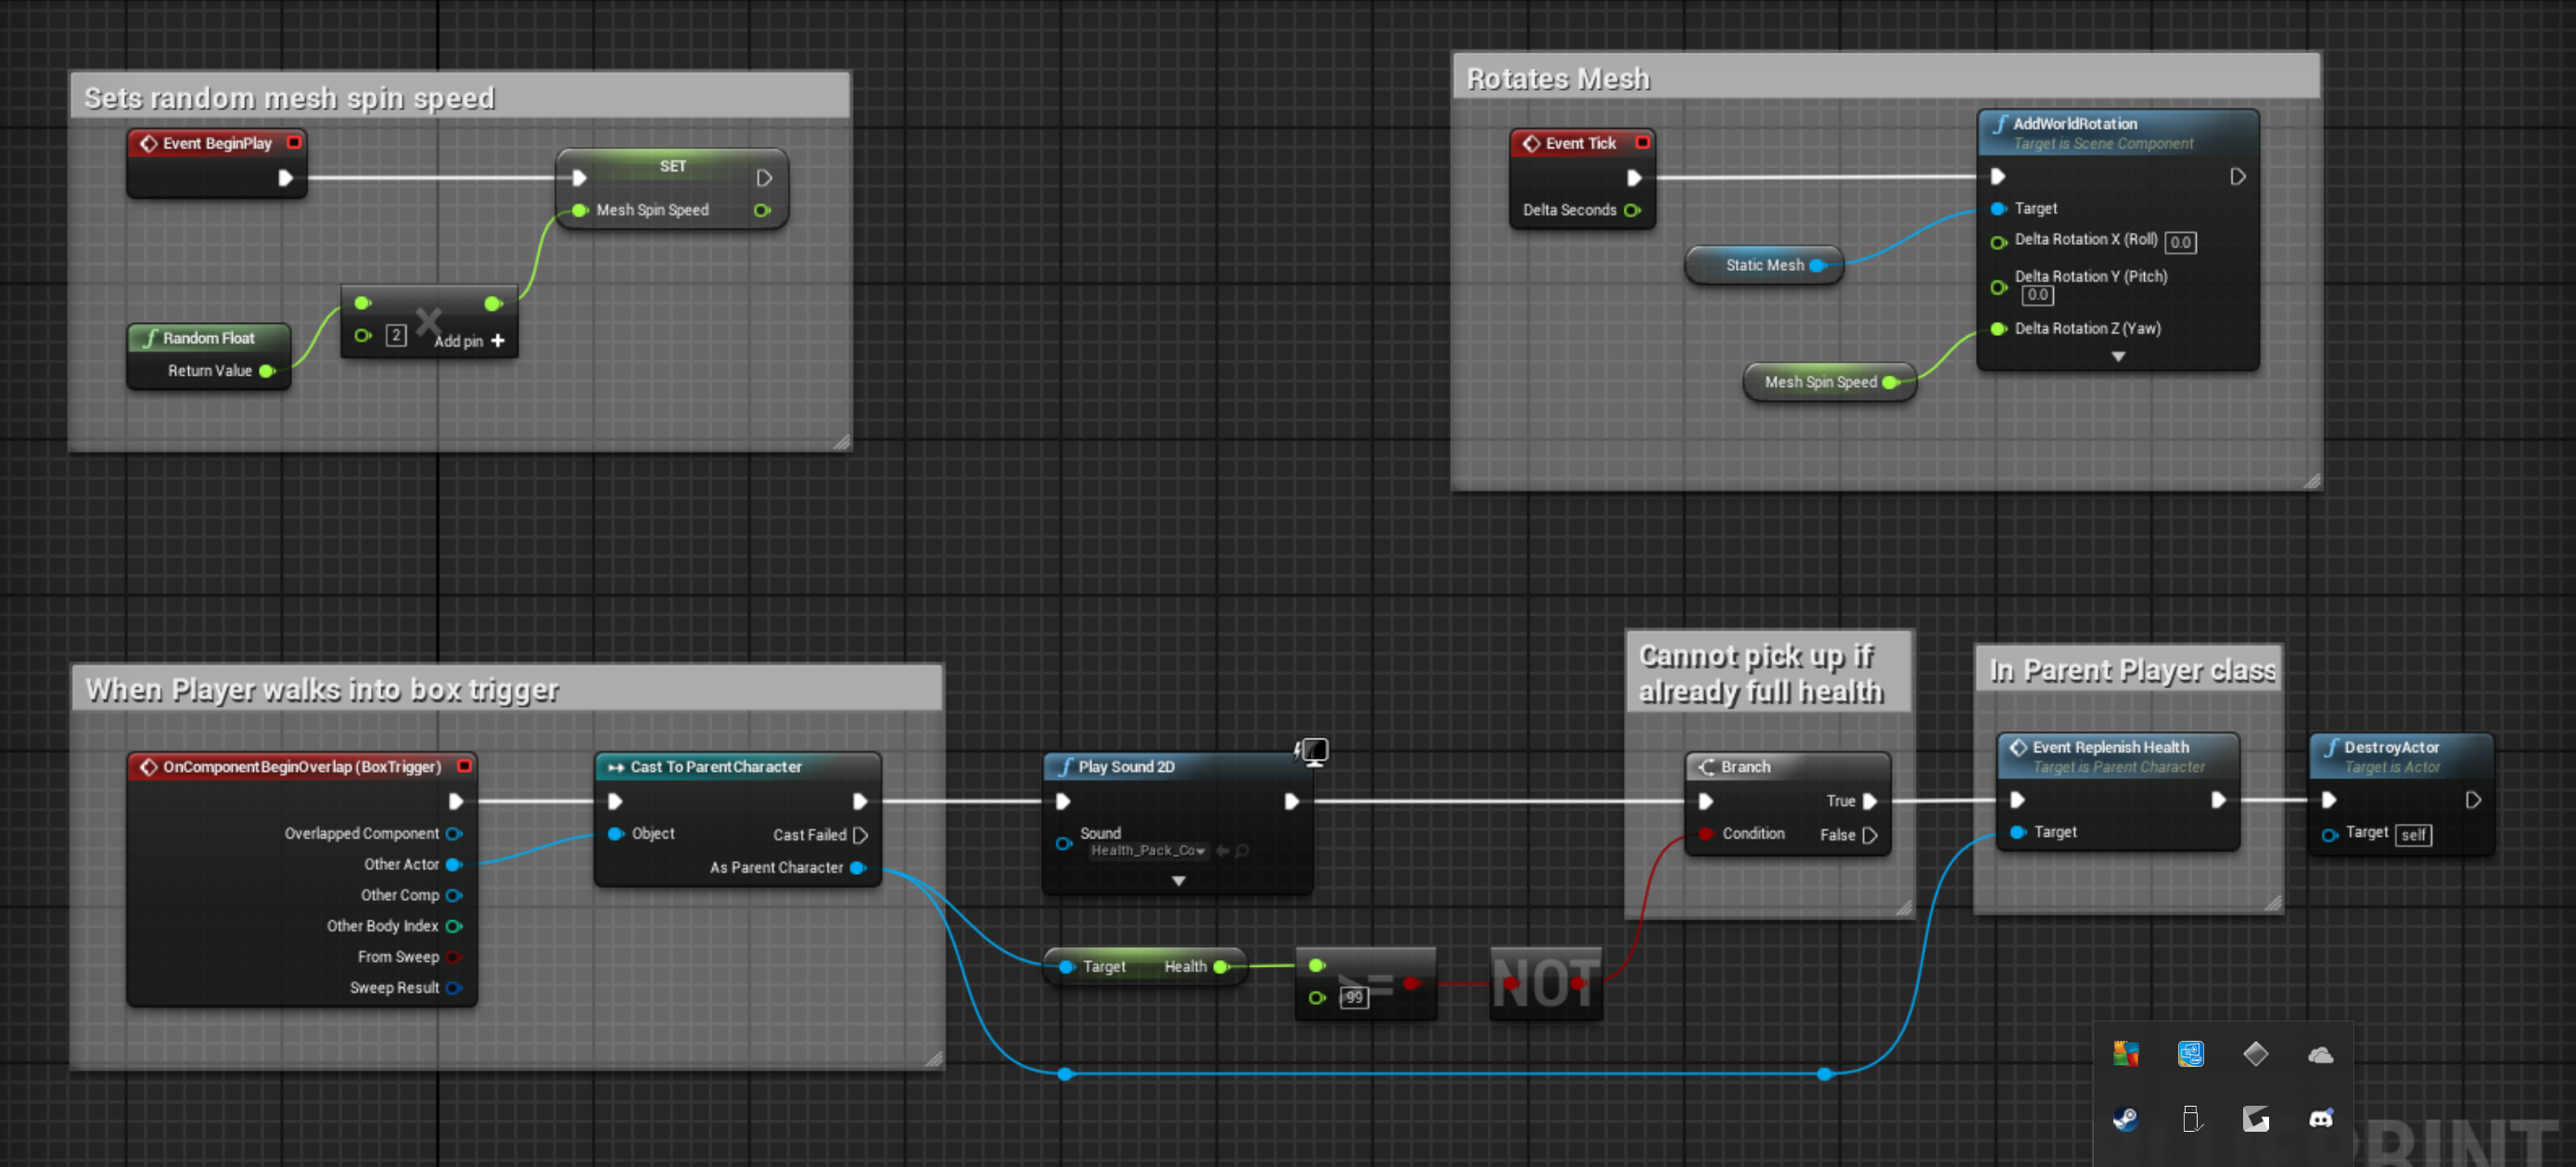 Sets random mesh spin speed
Event BeginPlay
SET
Mesh Spin Speed
2
Add pin +
Random Float
Return Value
Rotates Mesh
Event Tick
Delta Seconds
Static Mesh
Mesh Spin Speed
AddWorldRotation
Target is Scene Component
Target
Delta Rotation X (Roll) 0.0
Delta Rotation Y (Pitch)
0.0
Delta Rotation Z (Yaw)
When Player walks into box trigger
OnComponentBeginOverlap (BoxTrigger)
Overlapped Component
Other Actor
Other Comp
Other Body Index
From Sweep
Sweep Result
Cast To ParentCharacter
Object
Cast Failed
As Parent Character
Play Sound 2D
Sound
Health_Pack_Co
Target Health
>=
99
NOT
Cannot pick up if
already full health
Branch
True
Condition False
In Parent Player class
Event Replenish Health
Target is Parent Character
Target
DestroyActor
Target is Actor
Target self